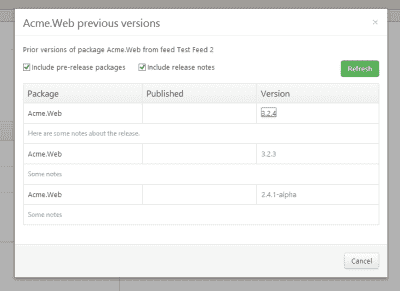 Acme.Web previous versions
×
Prior versions of package Acme.Web from feed Test Feed 2
Include pre-release packages Include release notes
Refresh
Package Published Version
Acme.Web 3.2.4
Here are some notes about the release.
Acme.Web 3.2.3
Some notes
Acme.Web 2.4.1-alpha
Some notes
Cancel